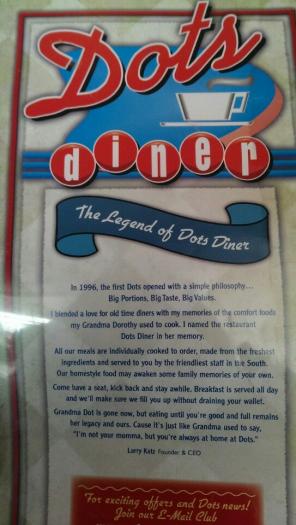 Dots
diner
The Legend of Dots Diner
In 1996, the first Dots opened with a simple philosophy...
Big Portions, Big Taste, Big Values.
I blended a love for old time diners with my memories of the comfort foods
my Grandma Dorothy used to cook. I named the restaurant
Dots Diner in her memory.
All our meals are individually cooked to order, made from the freshest
ingredients and served to you by the friendliest staff in the South.
Our homestyle food may awaken some family memories of your own.
Come have a seat, kick back and stay awhile. Breakfast is served all day
and we'll make sure we fill you up without draining your wallet.
Grandma Dot is gone now, but eating until you're good and full remains
her legacy and ours. Cause it's just like Grandma used to say,
"I'm not your momma, but you're always at home at Dots."
Larry Katz Founder & CEO
For exciting offers and Dots news!
Join our E-Mail Club